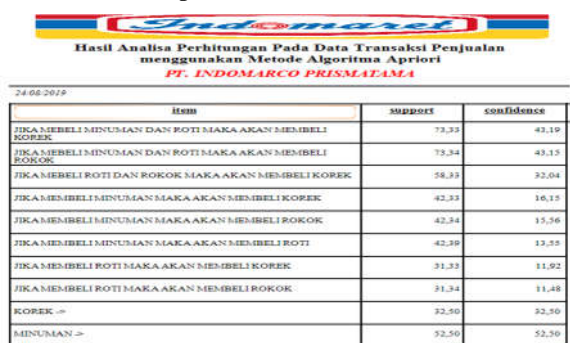 Indomaret
Hasil Analisa Perhitungan Pada Data Transaksi Penjualan
menggunakan Metode Algoritma Apriori
PT. INDOMARCO PRISMATAMA
24/08/2019
item support confidence
JIKA MEBELI MINUMAN DAN ROTI MAKA AKAN MEMBELI
KOREK 73,33 43,19
JIKA MEBELI MINUMAN DAN ROTI MAKA AKAN MEMBELI
ROKOK 73,34 43,15
JIKA MEBELI ROTI DAN ROKOK MAKA AKAN MEMBELI KOREK 58,33 32,04
JIKA MEMBELI MINUMAN MAKA AKAN MEMBELI KOREK 42,33 16,15
JIKA MEMBELI MINUMAN MAKA AKAN MEMBELI ROKOK 42,34 15,56
JIKA MEMBELI MINUMAN MAKA AKAN MEMBELI ROTI 42,39 13,55
JIKA MEMBELI ROTI MAKA AKAN MEMBELI KOREK 31,33 11,92
JIKA MEMBELI ROTI MAKA AKAN MEMBELI ROKOK 31,34 11,48
KOREK -> 32,50 32,50
MINUMAN -> 52,50 52,50